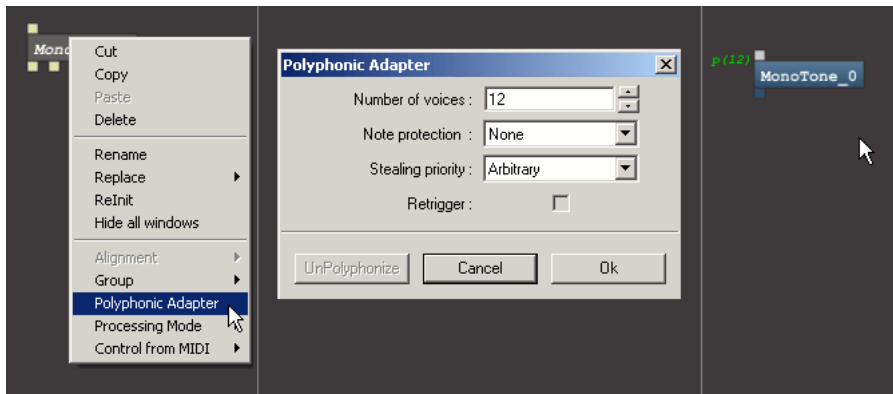 Mono
Cut
Copy
Paste
Delete
Rename
Replace
ReInit
Hide all windows
Alignment
Group
Polyphonic Adapter
Processing Mode
Control from MIDI
Polyphonic Adapter
Number of voices : 12
Note protection : None
Stealing priority : Arbitrary
Retrigger :
UnPolyphonize Cancel Ok
p(12)
MonoTone_0